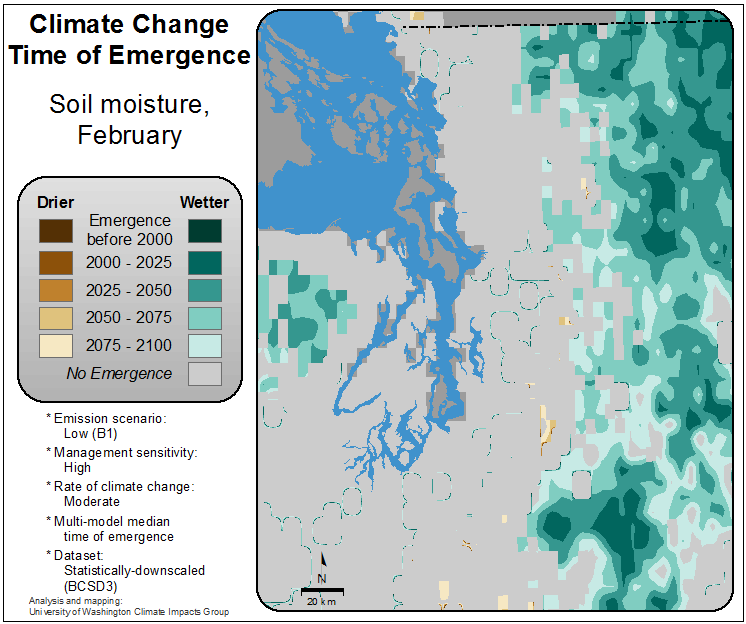 Climate Change
Time of Emergence
Soil moisture,
February
Drier Wetter
Emergence
before 2000
2000 - 2025
2025 - 2050
2050 - 2075
2075 - 2100
No Emergence
* Emission scenario:
Low (B1)
* Management sensitivity:
High
* Rate of climate change:
Moderate
* Multi-model median
time of emergence
* Dataset:
Statistically-downscaled
(BCSD3)
Analysis and mapping:
University of Washington Climate Impacts Group
N
20 km